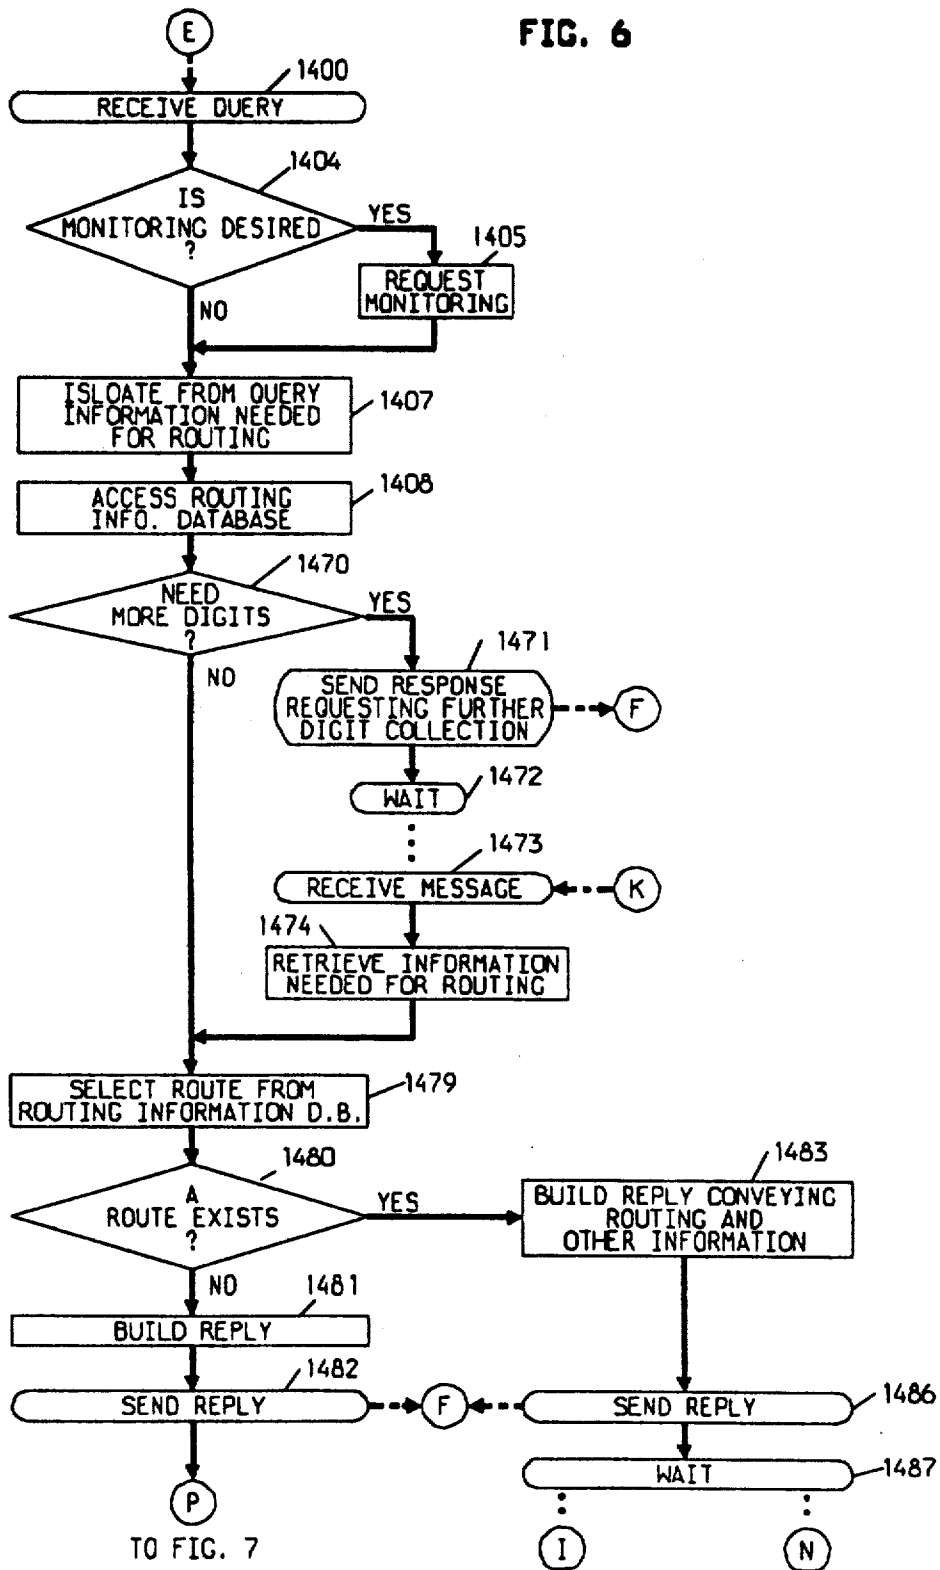 E
FIG. 6
1400
RECEIVE QUERY
1404
IS
MONITORING DESIRED
?
YES
1405
REQUEST
MONITORING
NO
ISLOATE FROM QUERY
INFORMATION NEEDED
FOR ROUTING
1407
ACCESS ROUTING
INFO. DATABASE
1408
1470
NEED
MORE DIGITS
?
YES
NO
1471
SEND RESPONSE
REQUESTING FURTHER
DIGIT COLLECTION
F
1472
WAIT
1473
RECEIVE MESSAGE
K
1474
RETRIEVE INFORMATION
NEEDED FOR ROUTING
SELECT ROUTE FROM
ROUTING INFORMATION D.B.
1479
1480
A
ROUTE EXISTS
?
YES
1483
BUILD REPLY CONVEYING
ROUTING AND
OTHER INFORMATION
NO
1481
BUILD REPLY
1482
SEND REPLY
F
SEND REPLY
1486
WAIT
1487
P
TO FIG. 7
I
N